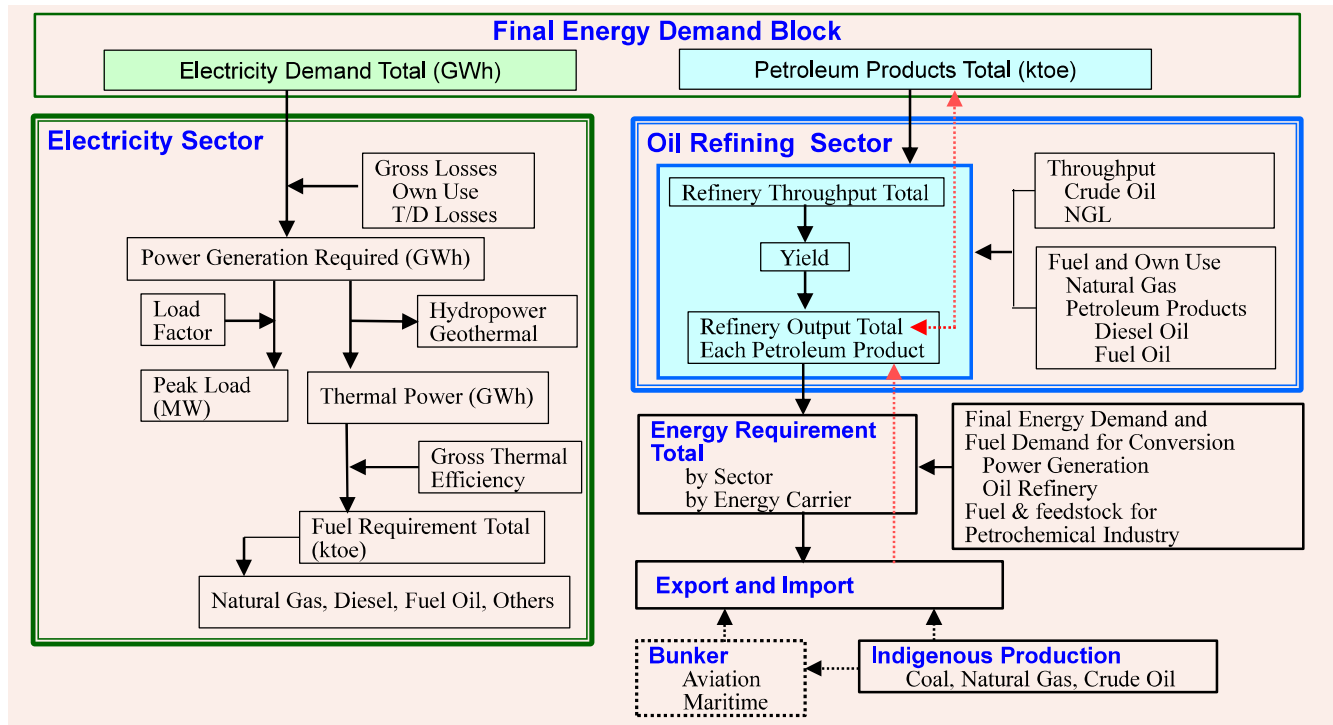 Final Energy Demand Block
Electricity Demand Total (GWh)
Petroleum Products Total (ktoe)
Electricity Sector
Gross Losses
Own Use
T/D Losses
Power Generation Required (GWh)
Load
Factor
Hydropower
Geothermal
Peak Load
(MW)
Thermal Power (GWh)
Gross Thermal
Efficiency
Fuel Requirement Total
(ktoe)
Natural Gas, Diesel, Fuel Oil, Others
Oil Refining Sector
Refinery Throughput Total
Yield
Refinery Output Total
Each Petroleum Product
Throughput
Crude Oil
NGL
Fuel and Own Use
Natural Gas
Petroleum Products
Diesel Oil
Fuel Oil
Energy Requirement
Total
by Sector
by Energy Carrier
Final Energy Demand and
Fuel Demand for Conversion
Power Generation
Oil Refinery
Fuel & feedstock for
Petrochemical Industry
Export and Import
Bunker
Aviation
Maritime
Indigenous Production
Coal, Natural Gas, Crude Oil